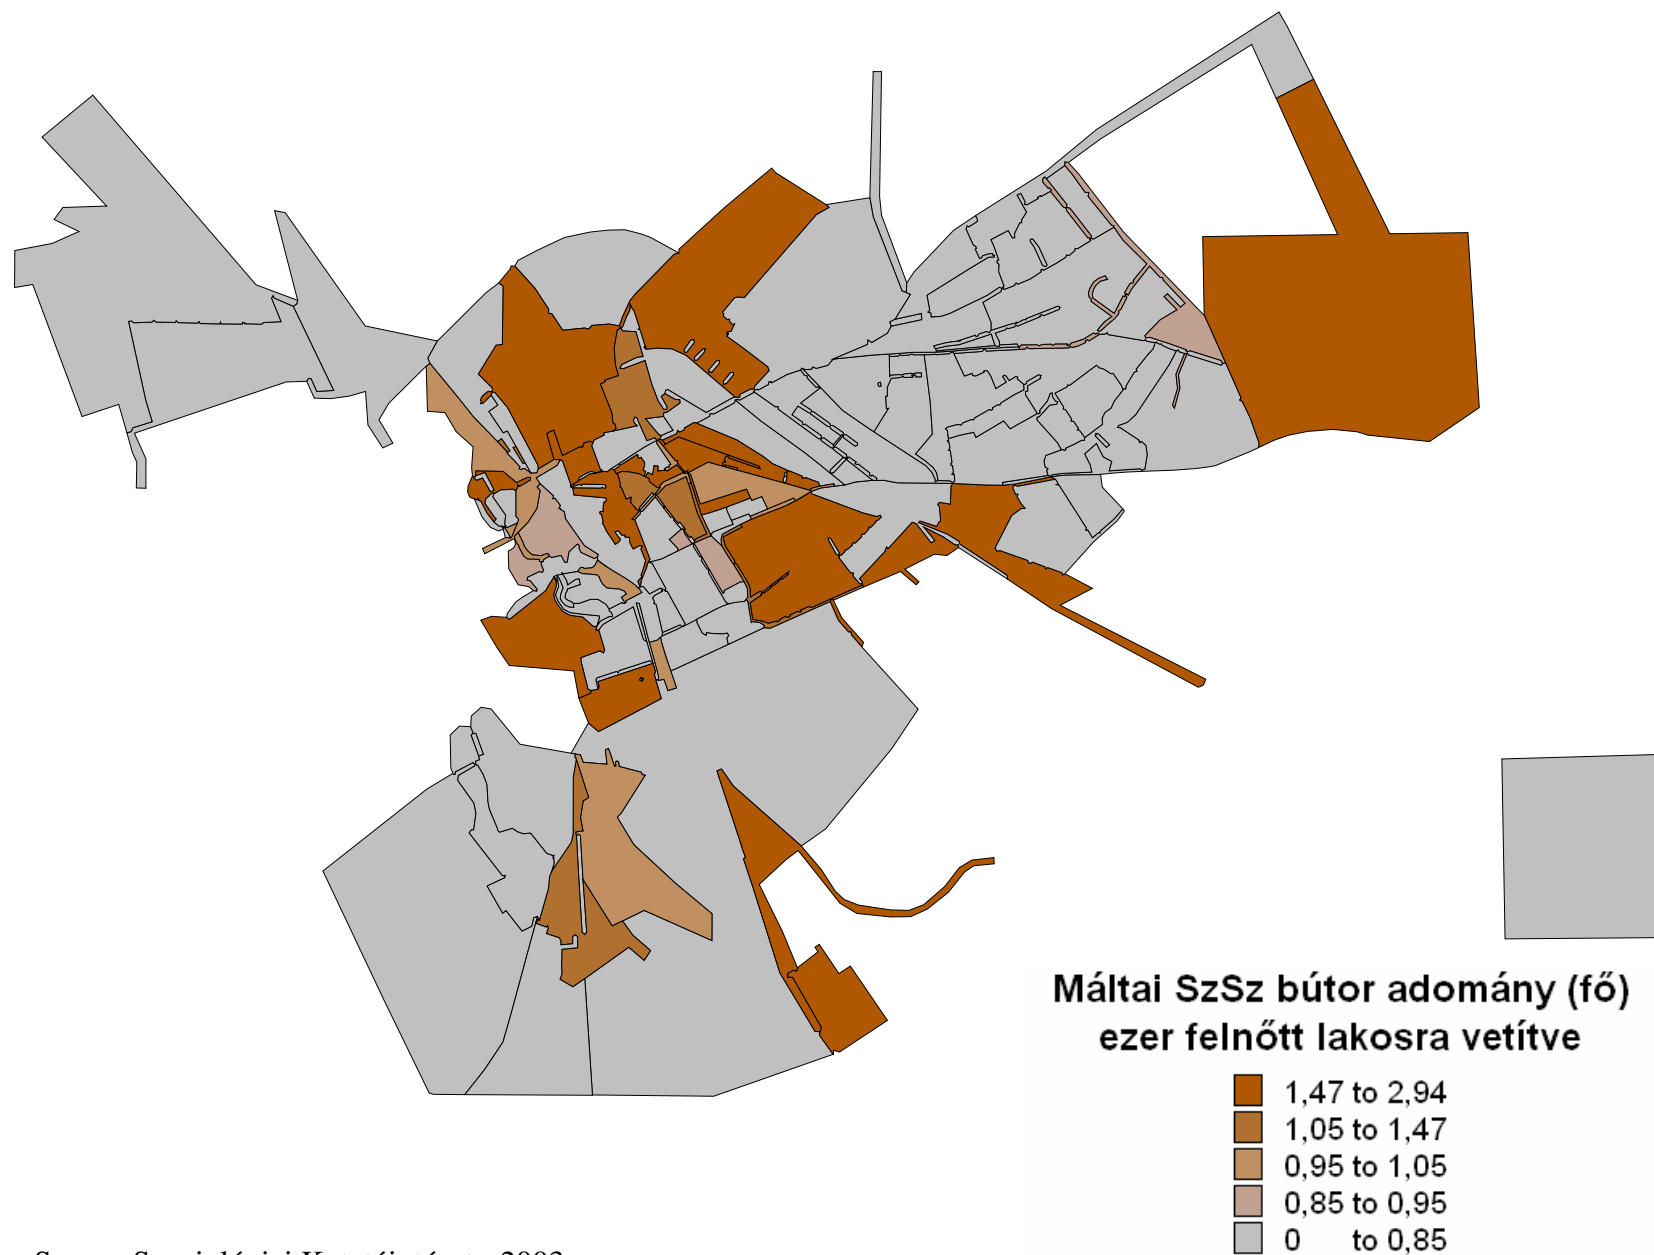 Máltai SzSz bútor adomány (fő)
ezer felnőtt lakosra vetítve
1,47 to 2,94
1,05 to 1,47
0,95 to 1,05
0,85 to 0,95
0 to 0,85